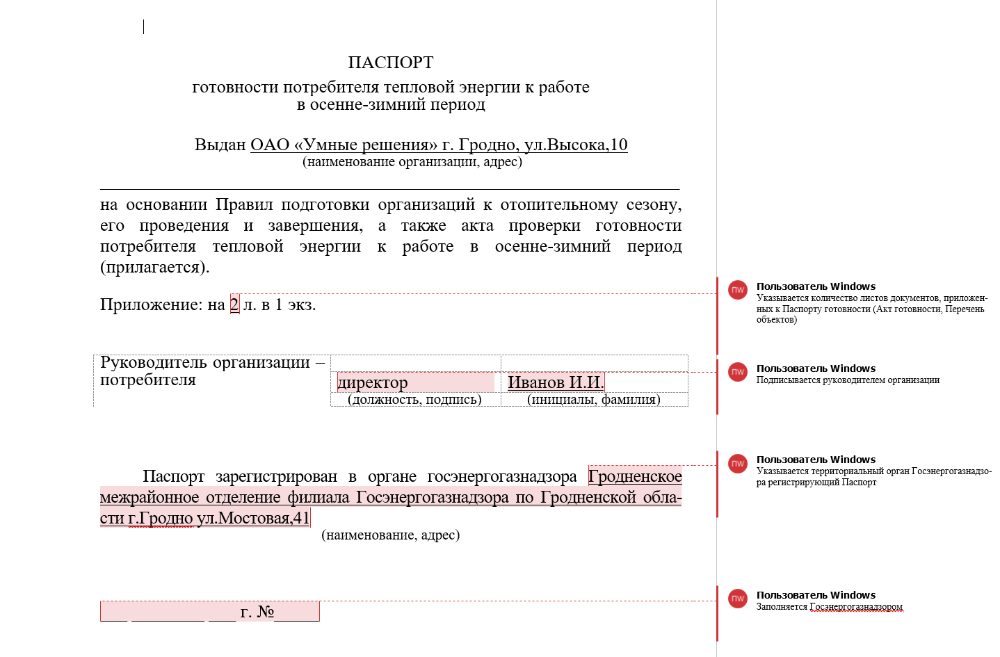 ПАСПОРТ
готовности потребителя тепловой энергии к работе
в осенне-зимний период
Выдан ОАО «Умные решения» г. Гродно, ул.Высока,10
(наименование организации, адрес)
на основании Правил подготовки организаций к отопительному сезону,
его проведения и завершения, а также акта проверки готовности
потребителя тепловой энергии к работе в осенне-зимний период
(прилагается).
Приложение: на 2 л. в 1 экз.
ПW Пользователь Windows
Указывается количество листов документов, приложен-
ных к Паспорту готовности (Акт готовности, Перечень
объектов)
Руководитель организации –
потребителя
директор
Иванов И.И.
(должность, подпись)
(инициалы, фамилия)
ПW Пользователь Windows
Подписывается руководителем организации
Паспорт зарегистрирован в органе госэнергогазнадзора Гродненское
межрайонное отделение филиала Госэнергогазнадзора по Гродненской обла-
сти г.Гродно ул.Мостовая,41
(наименование, адрес)
ПW Пользователь Windows
Указывается территориальный орган Госэнергогазнадзо-
ра регистрирующий Паспорт
г. №
ПW Пользователь Windows
Заполняется Госэнергогазнадзором